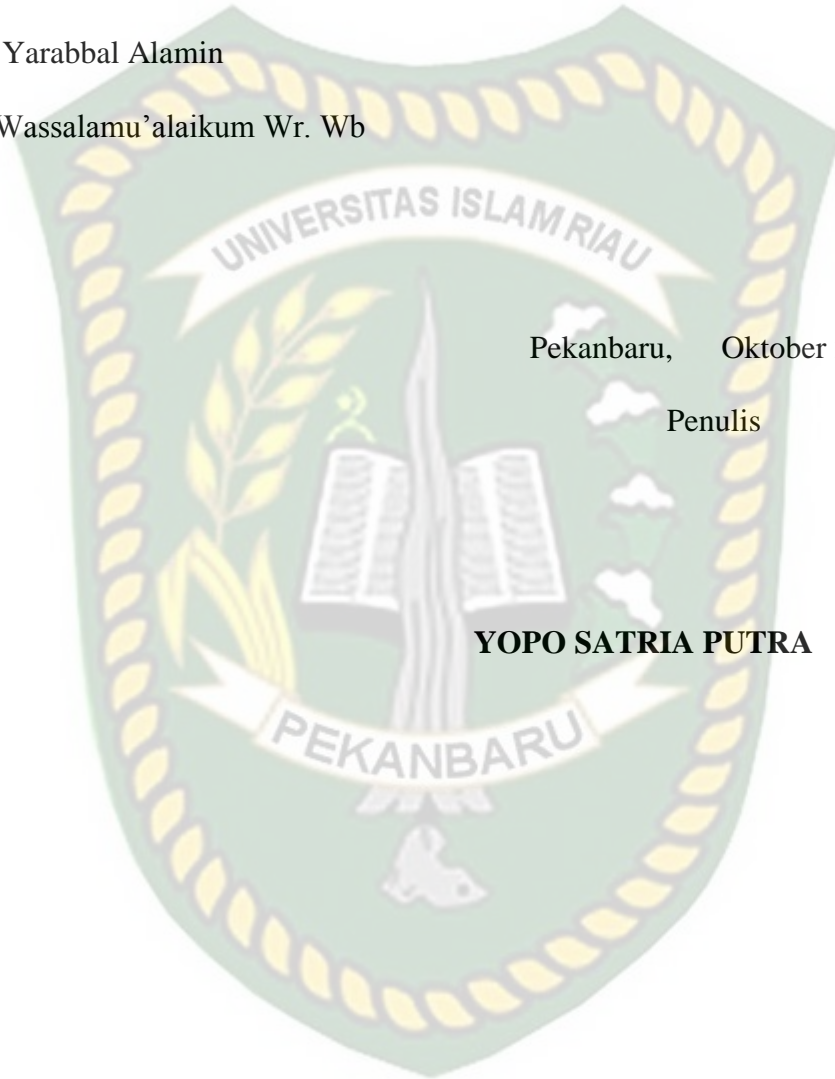 Yarabbal Alamin
Wassalamu’alaikum Wr. Wb
UNIVERSITAS ISLAM RIAU
Pekanbaru, Oktober
Penulis
YOPO SATRIA PUTRA
PEKANBARU